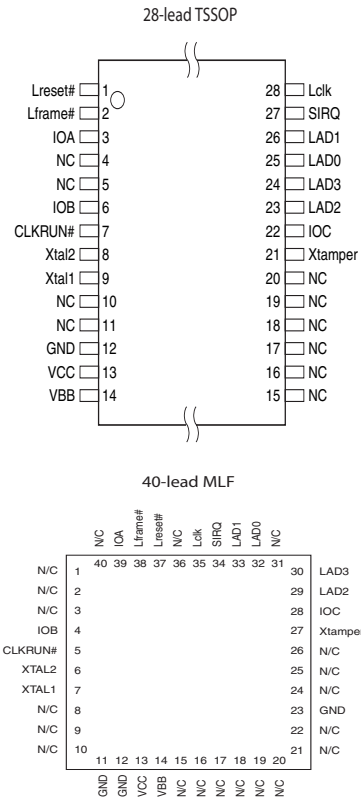 28-lead TSSOP
Lreset# 1 28 Lclk
Lframe# 2 27 SIRQ
IOA 3 26 LAD1
NC 4 25 LAD0
NC 5 24 LAD3
IOB 6 23 LAD2
CLKRUN# 7 22 IOC
Xtal2 8 21 Xtamper
Xtal1 9 20 NC
NC 10 19 NC
NC 11 18 NC
GND 12 17 NC
VCC 13 16 NC
VBB 14 15 NC
40-lead MLF
N/C IOA Lframe# Lreset# N/C Lclk SIRQ LAD1 LAD0 N/C
40 39 38 37 36 35 34 33 32 31
N/C 1 30 LAD3
N/C 2 29 LAD2
N/C 3 28 IOC
IOB 4 27 Xtamper
CLKRUN# 5 26 N/C
XTAL2 6 25 N/C
XTAL1 7 24 N/C
N/C 8 23 GND
N/C 9 22 N/C
N/C 10 21 N/C
11 12 13 14 15 16 17 18 19 20
GND GND VCC VBB N/C N/C N/C N/C N/C N/C